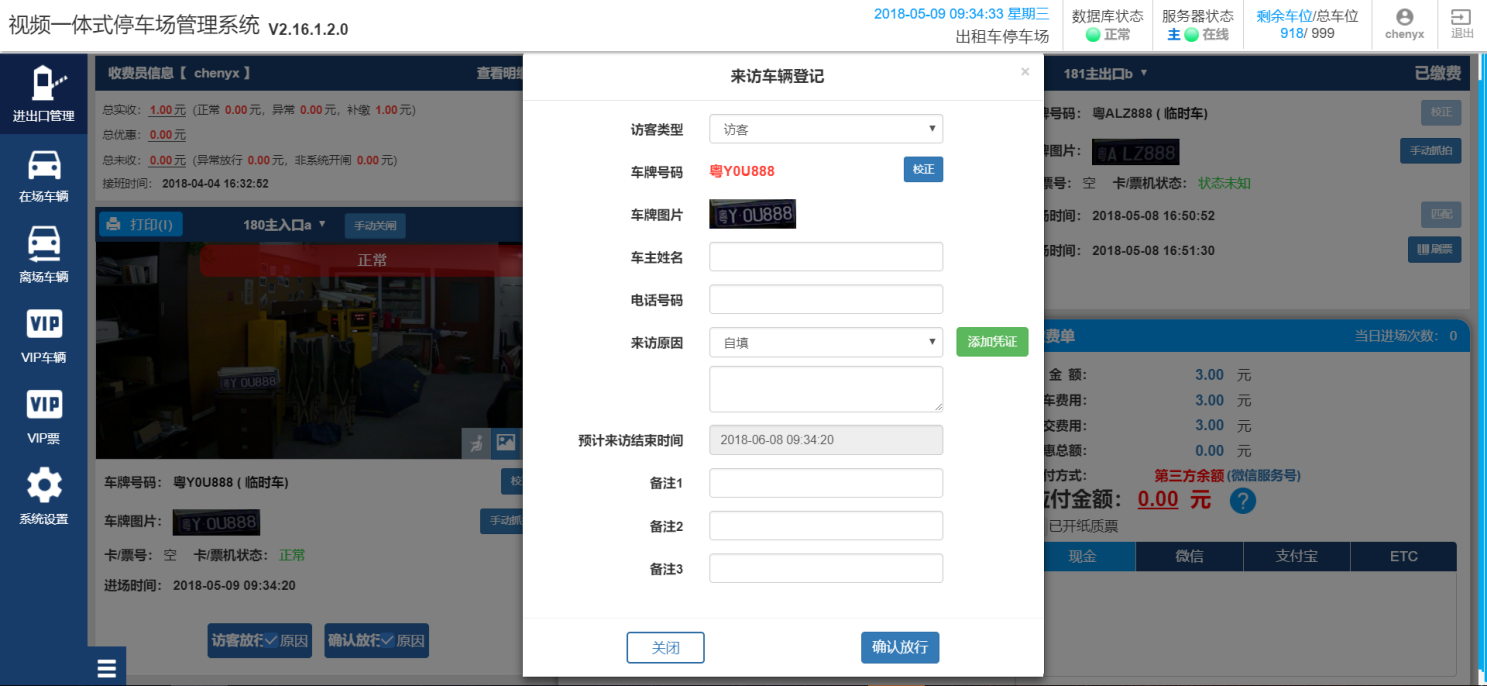 视频一体式停车场管理系统 V2.16.1.2.0
2018-05-09 09:34:33 星期三
出租车停车场
数据库状态
正常
服务器状态
主 在线
剩余车位/总车位
918/ 999
chenyx
退出
进出口管理
在场车辆
离场车辆
VIP
VIP车辆
VIP
VIP票
系统设置
收费员信息【 chenyx 】
查看明细
总实收: 1.00元 (正常 0.00元, 异常 0.00元, 补缴 1.00元)
总优惠: 0.00元
总未收: 0.00元 (异常放行 0.00元, 非系统开闸 0.00元)
接班时间: 2018-04-04 16:32:52
打印(I)
180主入口a
手动关闸
正常
粤Y 0U888
车牌号码: 粤Y0U888 ( 临时车)
校
车牌图片: 粤Y 0U888
手动抓
卡/票号: 空 卡/票机状态: 正常
进场时间: 2018-05-09 09:34:20
访客放行 原因
确认放行 原因
来访车辆登记
×
访客类型 访客
车牌号码 粤Y0U888 校正
车牌图片 粤Y·0U888
车主姓名
电话号码
来访原因 自填 添加凭证
预计来访结束时间 2018-06-08 09:34:20
备注1
备注2
备注3
关闭
确认放行
181主出口b
已缴费
号码: 粤ALZ888 ( 临时车)
校正
图片: 粤A LZ888
手动抓拍
票号: 空 卡/票机状态: 状态未知
时间: 2018-05-08 16:50:52
匹配
时间: 2018-05-08 16:51:30
刷票
费单
当日进场次数: 0
金 额: 3.00 元
车费用: 3.00 元
交费用: 3.00 元
惠总额: 0.00 元
付方式: 第三方余额 (微信服务号)
应付金额: 0.00 元 ?
已开纸质票
现金
微信
支付宝
ETC